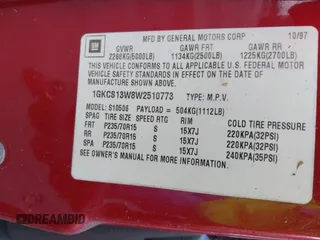 GM
MFD BY GENERAL MOTORS CORP 10/97
GVWR GAWR FRT GAWR RR
2268KG(5000LB) 1134KG(2500LB) 1225KG(2700LB)
THIS VEHICLE CONFORMS TO ALL APPLICABLE U.S. FEDERAL MOTOR VEHICLE SAFETY STANDARDS IN EFFECT ON THE DATE OF MANUFACTURE SHOWN ABOVE.
1GKCS13W8W2510773 TYPE: M.P.V.
MODEL: S10506 PAYLOAD = 504KG(1112LB)
SPAG TIRE SIZE SPEED RTG RIM COLD TIRE PRESSURE
FRT P235/70R15 S 15X7J 220KPA(32PSI)
RR P235/70R15 S 15X7J 220KPA(32PSI)
SPA P235/70R15 S 15X7J 240KPA(35PSI)
SEE OWNER'S MANUAL FOR MORE INFORMATION
DREAMBID